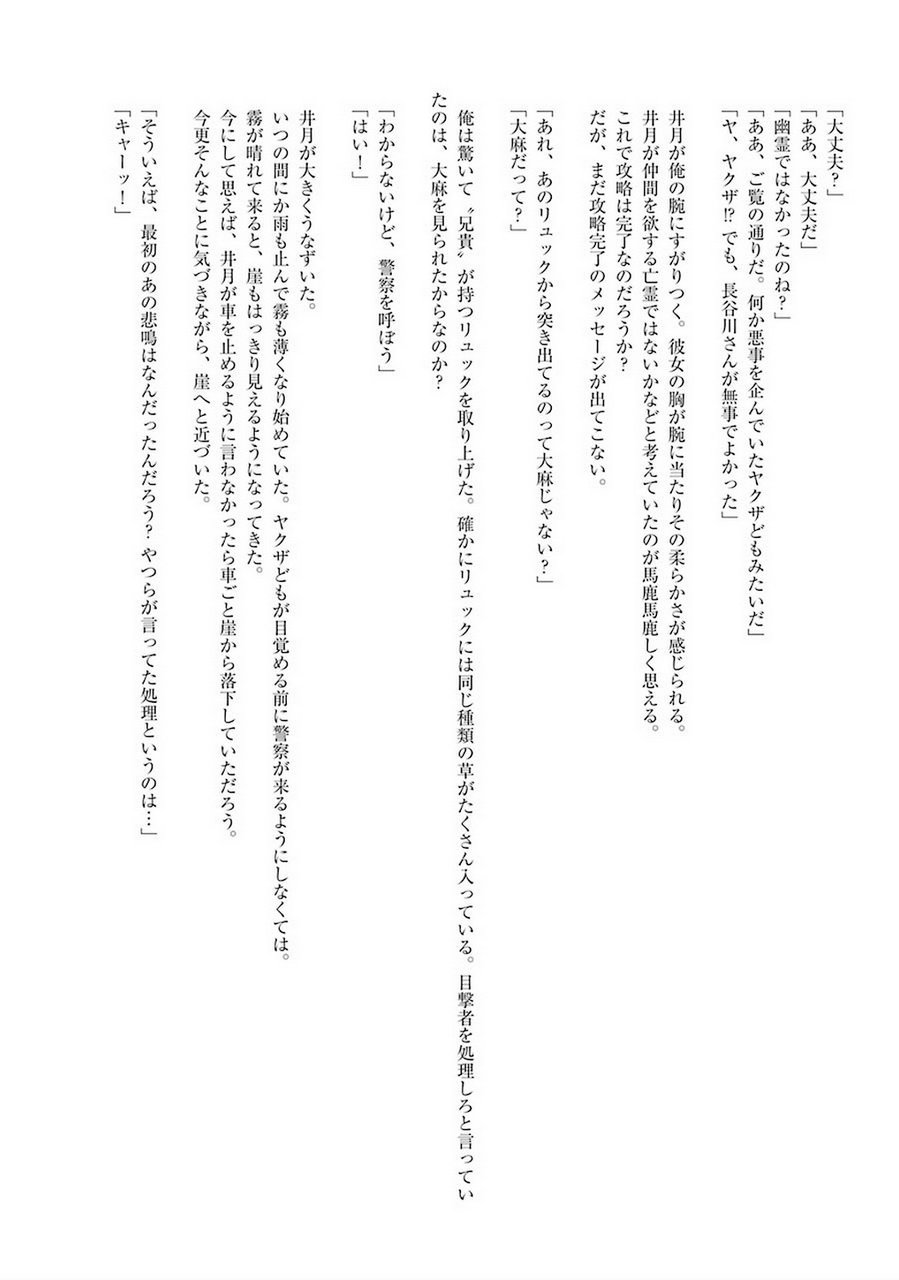 「大丈夫？」
「ああ、大丈夫だ」
「幽霊ではなかったのね？」
「ああ、ご覧の通りだ。何か悪事を企んでいたヤクザどもみたいだ」
「ヤ、ヤクザ!? でも、長谷川さんが無事でよかった」
井月が俺の腕にすがりつく。彼女の胸が腕に当たりその柔らかさが感じられる。
井月が仲間を欲する亡霊ではないかなどと考えていたのが馬鹿馬鹿しく思える。
これで攻略は完了なのだろうか？
だが、まだ攻略完了のメッセージが出てこない。
「あれ、あのリュックから突き出てるのって大麻じゃない？」
「大麻だって？」
俺は驚いて〝兄貴〟が持つリュックを取り上げた。確かにリュックには同じ種類の草がたくさん入っている。目撃者を処理しろと言ってい
たのは、大麻を見られたからなのか？
「わからないけど、警察を呼ぼう」
「はい！」
井月が大きくうなずいた。
いつの間にか雨も止んで霧も薄くなり始めていた。ヤクザどもが目覚める前に警察が来るようにしなくては。
霧が晴れて来ると、崖もはっきり見えるようになってきた。
今にして思えば、井月が車を止めるように言わなかったら車ごと崖から落下していただろう。
今更そんなことに気づきながら、崖へと近づいた。
「そういえば、最初のあの悲鳴はなんだったんだろう？ やつらが言ってた処理というのは…」
「キャーッ！」